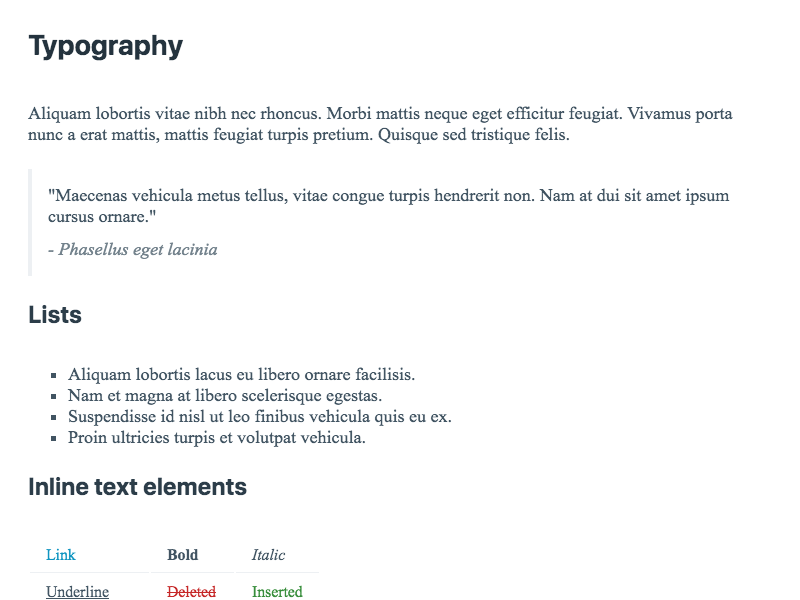 Typography
Aliquam lobortis vitae nibh nec rhoncus. Morbi mattis neque eget efficitur feugiat. Vivamus porta
nunc a erat mattis, mattis feugiat turpis pretium. Quisque sed tristique felis.
"Maecenas vehicula metus tellus, vitae congue turpis hendrerit non. Nam at dui sit amet ipsum
cursus ornare."
- Phasellus eget lacinia
Lists
Aliquam lobortis lacus eu libero ornare facilisis.
Nam et magna at libero scelerisque egestas.
Suspendisse id nisl ut leo finibus vehicula quis eu ex.
Proin ultricies turpis et volutpat vehicula.
Inline text elements
Link Bold Italic
Underline Deleted Inserted